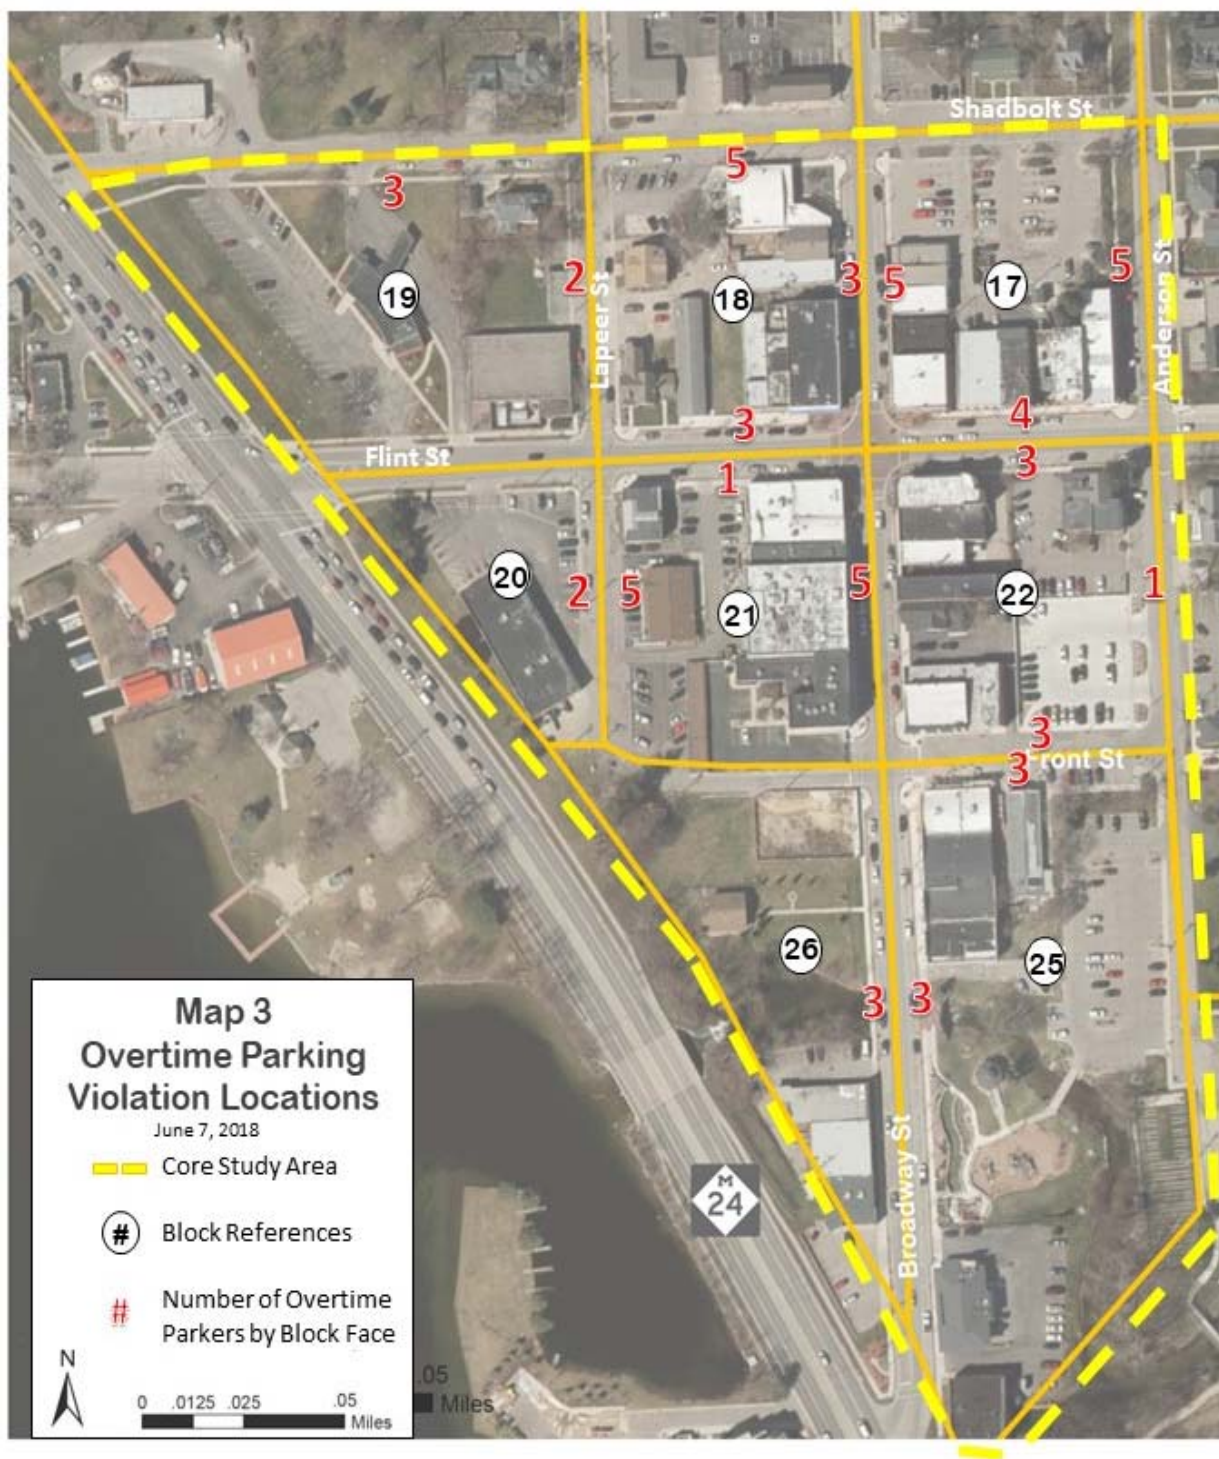 Shadbolt St
5
3
2
Lapeer St
3
5
5
Anderson St
19
18
17
3
4
Flint St
1
3
20
2
5
21
5
22
1
3
3
Front St
26
25
3
3
Broadway St
M
24
Map 3
Overtime Parking
Violation Locations
June 7, 2018
Core Study Area
# Block References
# Number of Overtime
Parkers by Block Face
N
0 .0125 .025 .05
Miles
.05
Miles